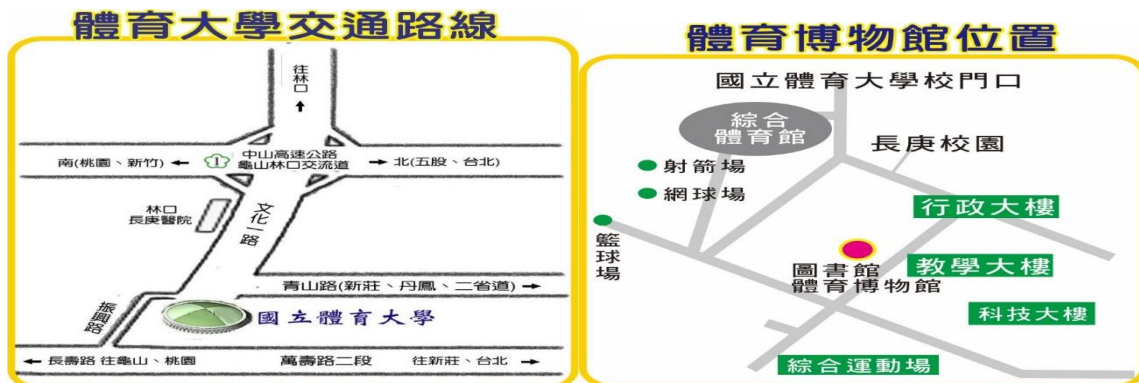 體育大學交通路線
往林口
↑
南(桃園、新竹) ←
1
中山高速公路
龜山林口交流道
→ 北(五股、台北)
林口
長庚醫院
文化一路
青山路(新莊、丹鳳、二省道) →
振興路
國立體育大學
← 長壽路 往龜山、桃園
萬壽路二段
往新莊、台北 →
體育博物館位置
國立體育大學校門口
綜合
體育館
長庚校園
射箭場
網球場
行政大樓
籃球場
圖書館
體育博物館
教學大樓
科技大樓
綜合運動場